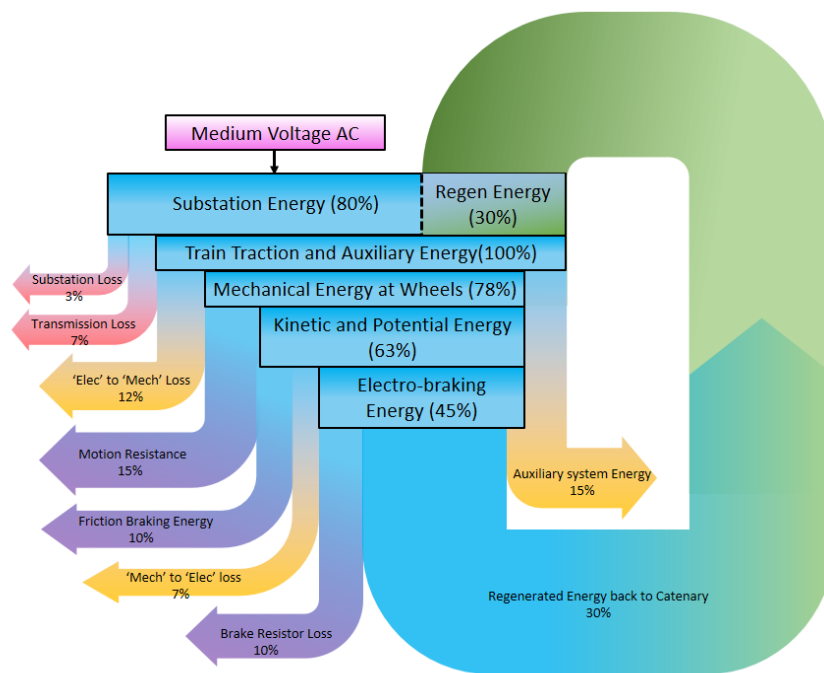 Medium Voltage AC
Substation Energy (80%)
Regen Energy
(30%)
Train Traction and Auxiliary Energy(100%)
Mechanical Energy at Wheels (78%)
Kinetic and Potential Energy
(63%)
Electro-braking
Energy (45%)
Substation Loss
3%
Transmission Loss
7%
‘Elec’ to ‘Mech’ Loss
12%
Motion Resistance
15%
Friction Braking Energy
10%
‘Mech’ to ‘Elec’ loss
7%
Brake Resistor Loss
10%
Auxiliary system Energy
15%
Regenerated Energy back to Catenary
30%